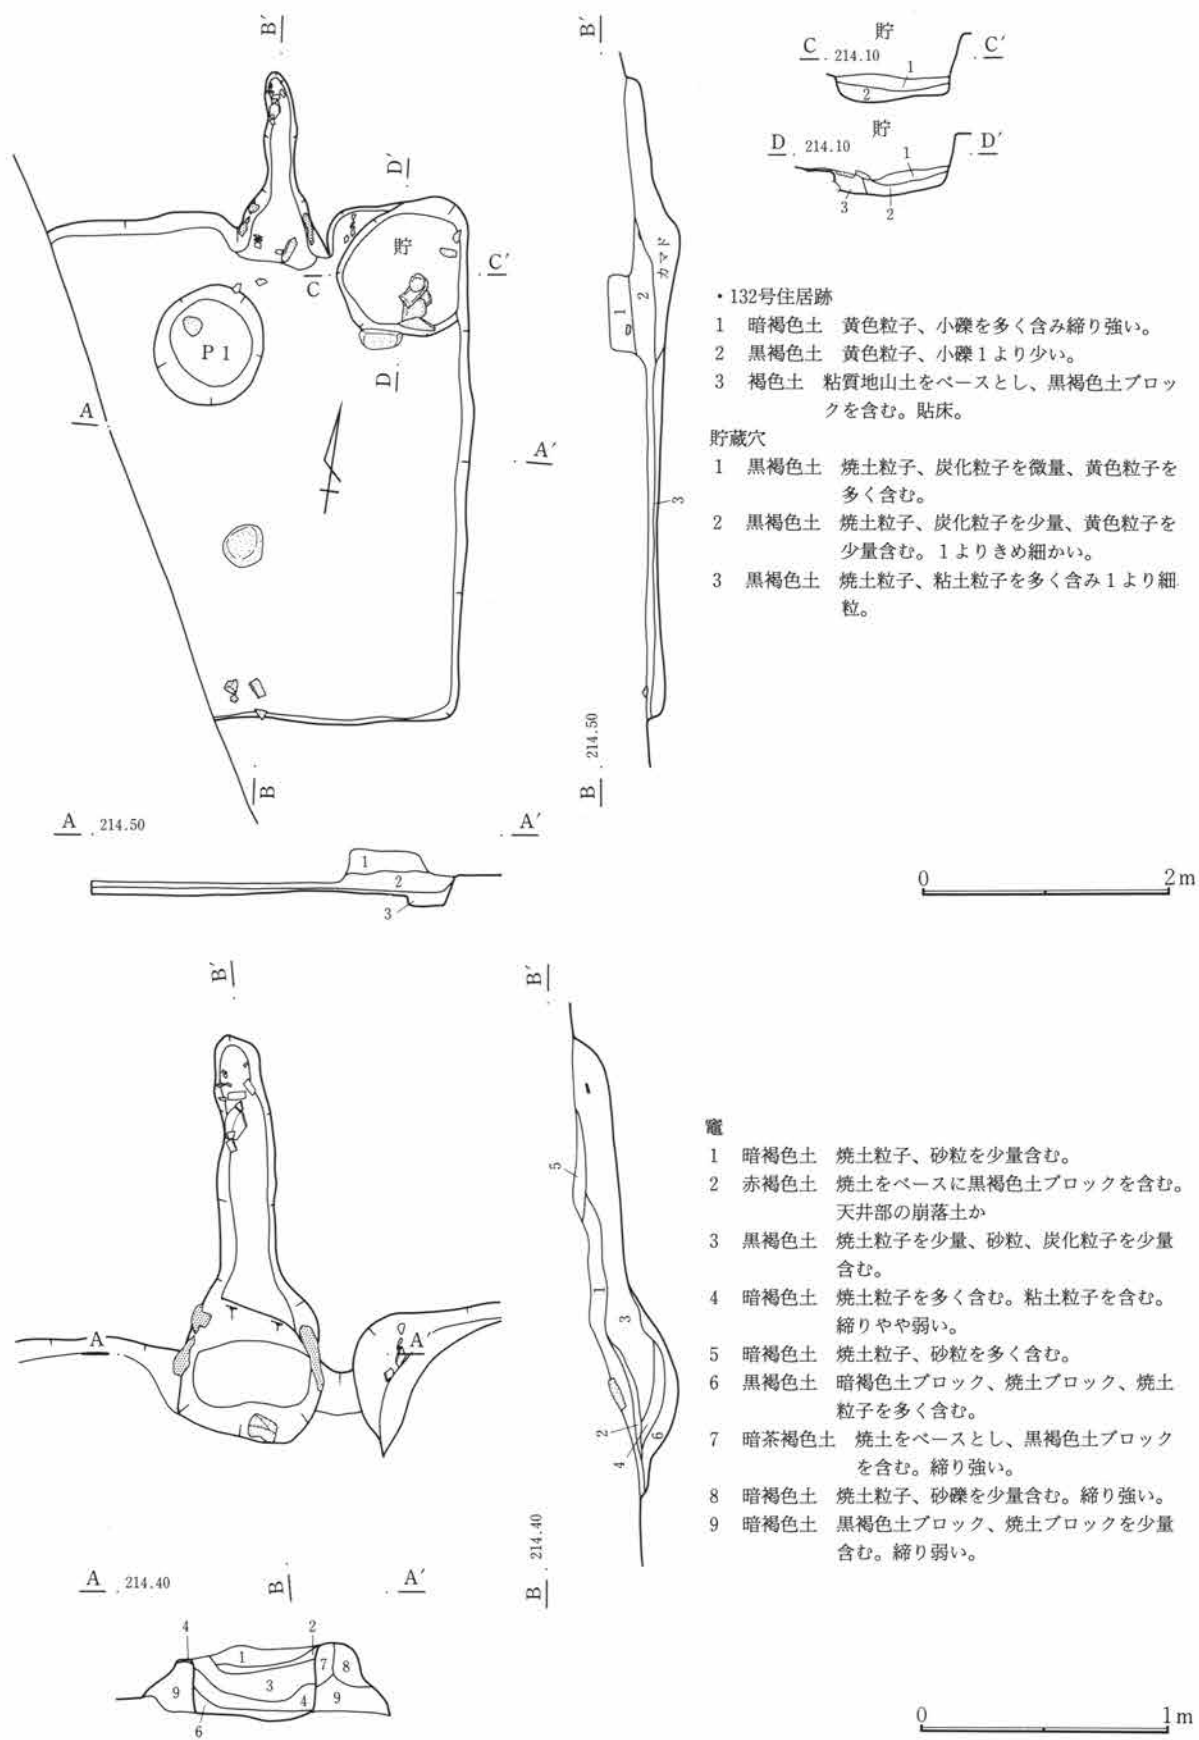 B′
B′
貯
C . 214.10 . C′
1
2
貯
D . 214.10 . D′
1
3
2
D′
貯
C′
C
P 1
D
A
A′
カマド
2
1
3
・132号住居跡
1 暗褐色土 黄色粒子、小礫を多く含み締り強い。
2 黒褐色土 黄色粒子、小礫1より少い。
3 褐色土 粘質地山土をベースとし、黒褐色土ブロッ
クを含む。貼床。
貯蔵穴
1 黒褐色土 焼土粒子、炭化粒子を微量、黄色粒子を
多く含む。
2 黒褐色土 焼土粒子、炭化粒子を少量、黄色粒子を
少量含む。1よりきめ細かい。
3 黒褐色土 焼土粒子、粘土粒子を多く含み1より細
粒。
B
B . 214.50
A . 214.50 . A′
1
2
3
0 2m
B′
B′
5
1
3
2
4
6
A
A′
竈
1 暗褐色土 焼土粒子、砂粒を少量含む。
2 赤褐色土 焼土をベースに黒褐色土ブロックを含む。
天井部の崩落土か
3 黒褐色土 焼土粒子を少量、砂粒、炭化粒子を少量
含む。
4 暗褐色土 焼土粒子を多く含む。粘土粒子を含む。
締りやや弱い。
5 暗褐色土 焼土粒子、砂粒を多く含む。
6 黒褐色土 暗褐色土ブロック、焼土ブロック、焼土
粒子を多く含む。
7 暗茶褐色土 焼土をベースとし、黒褐色土ブロック
を含む。締り強い。
8 暗褐色土 焼土粒子、砂礫を少量含む。締り強い。
9 暗褐色土 黒褐色土ブロック、焼土ブロックを少量
含む。締り弱い。
B . 214.40
A . 214.40 B . A′
4 2
1
7 8
3
9 4 9
6
0 1m